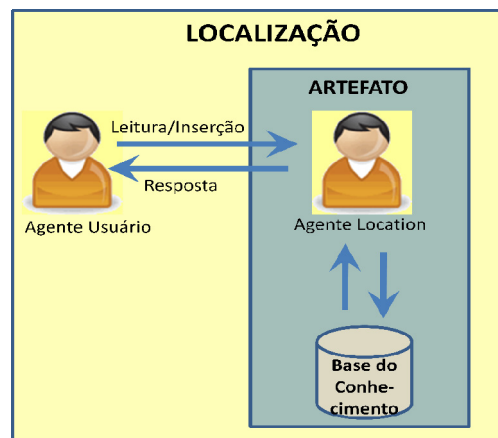 LOCALIZAÇÃO
ARTEFATO
Leitura/Inserção
Resposta
Agente Usuário
Agente Location
Base do
Conhe-
cimento